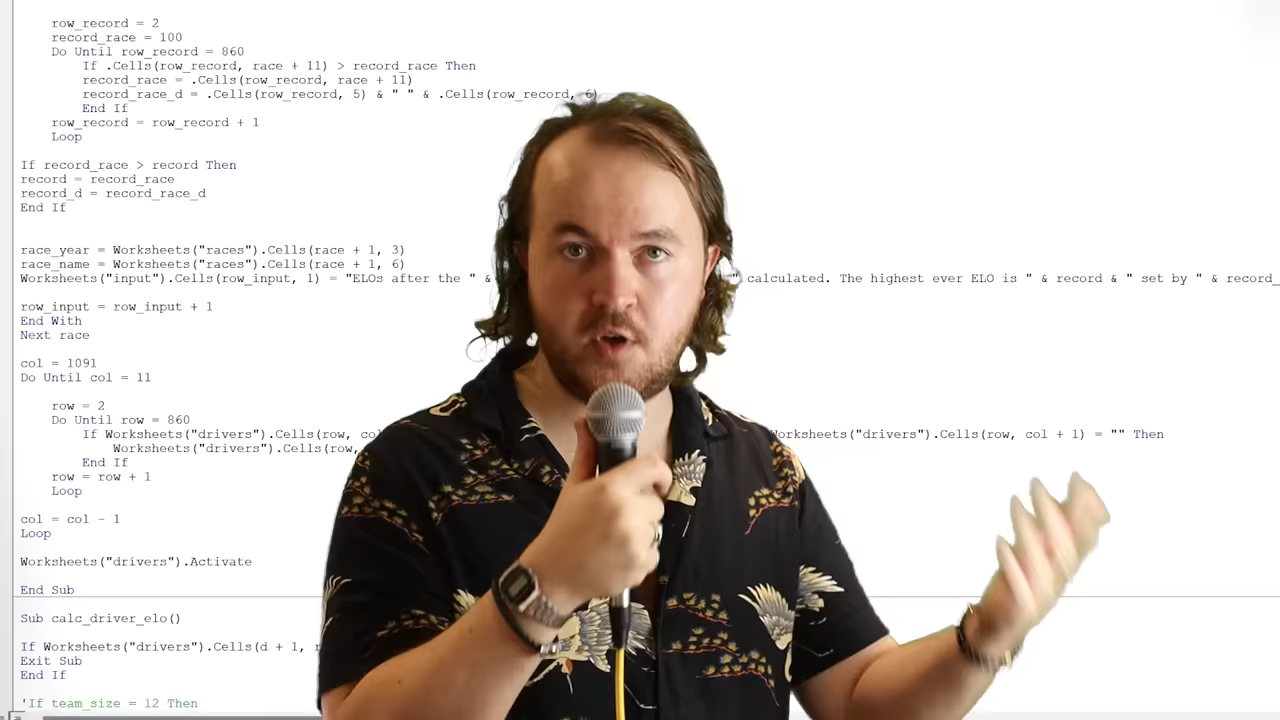 row_record = 2
record_race = 100
Do Until row_record = 860
If .Cells(row_record, race + 11) > record_race Then
record_race = .Cells(row_record, race + 11)
record_race_d = .Cells(row_record, 5) & " " & .Cells(row_record, 6)
End If
row_record = row_record + 1
Loop
If record_race > record Then
record = record_race
record_d = record_race_d
End If
race_year = Worksheets("races").Cells(race + 1, 3)
race_name = Worksheets("races").Cells(race + 1, 6)
Worksheets("input").Cells(row_input, 1) = "ELOs after the " & " calculated. The highest ever ELO is " & record & " set by " & record_
row_input = row_input + 1
End With
Next race
col = 1091
Do Until col = 11
row = 2
Do Until row = 860
If Worksheets("drivers").Cells(row, col Worksheets("drivers").Cells(row, col + 1) = "" Then
Worksheets("drivers").Cells(row,
End If
row = row + 1
Loop
col = col - 1
Loop
Worksheets("drivers").Activate
End Sub
Sub calc_driver_elo()
If Worksheets("drivers").Cells(d + 1,
Exit Sub
End If
'If team_size = 12 Then